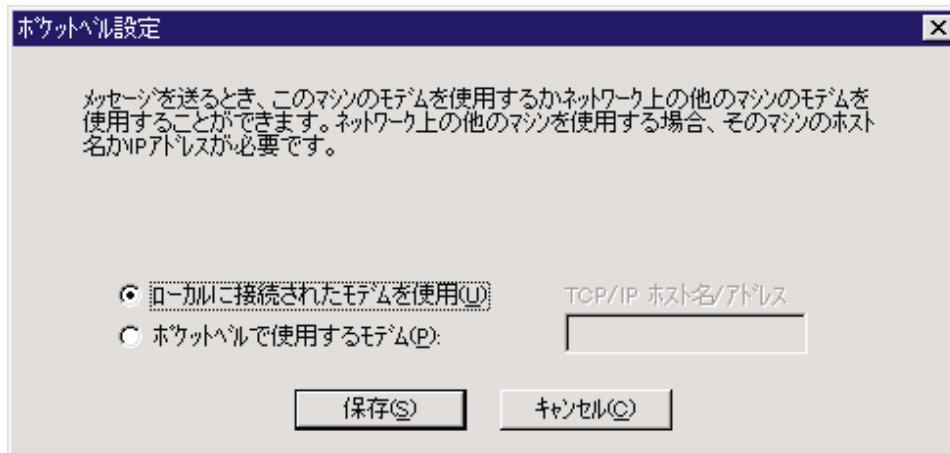 ポケットベル設定
メッセージを送るとき、このマシンのモデムを使用するかネットワーク上の他のマシンのモデムを
使用することができます。ネットワーク上の他のマシンを使用する場合、そのマシンのホスト
名かIPアドレスが必要です。
ローカルに接続されたモデムを使用(U)
TCP/IP ホスト名/アドレス
ポケットベルで使用するモデム(P):
保存(S)
キャンセル(C)